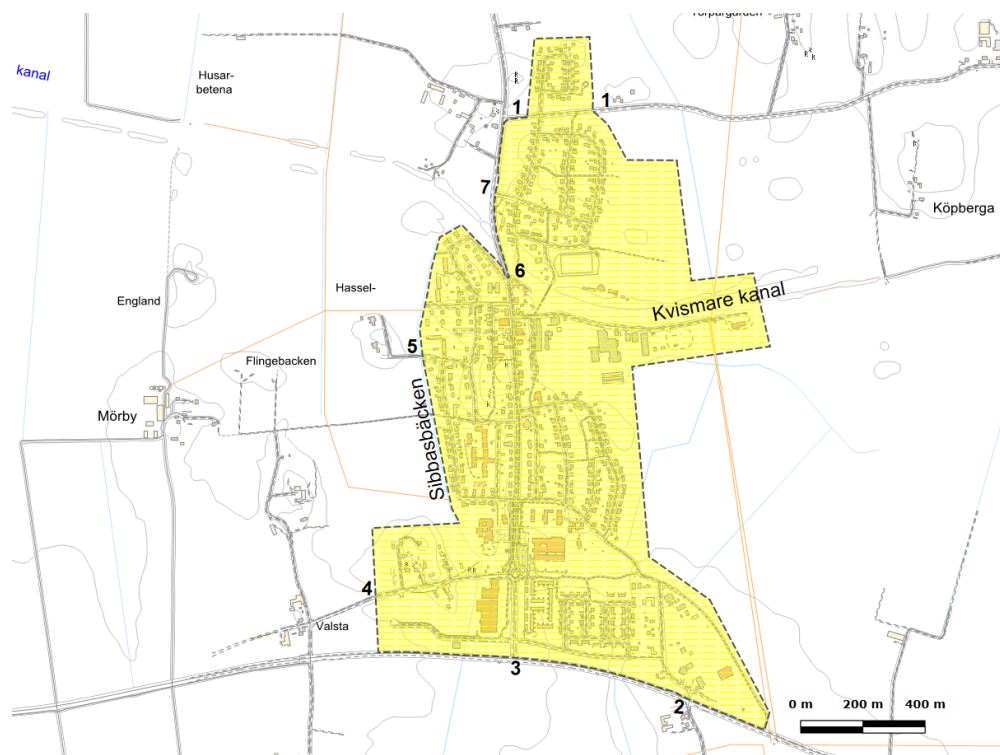 Torpargården
kanal
Husar-
betena
1
1
7
Köpberga
6
Hassel-
England
Kvismare kanal
5
Flingebacken
Sibbasbäcken
Mörby
4
Valsta
3
2
0 m 200 m 400 m